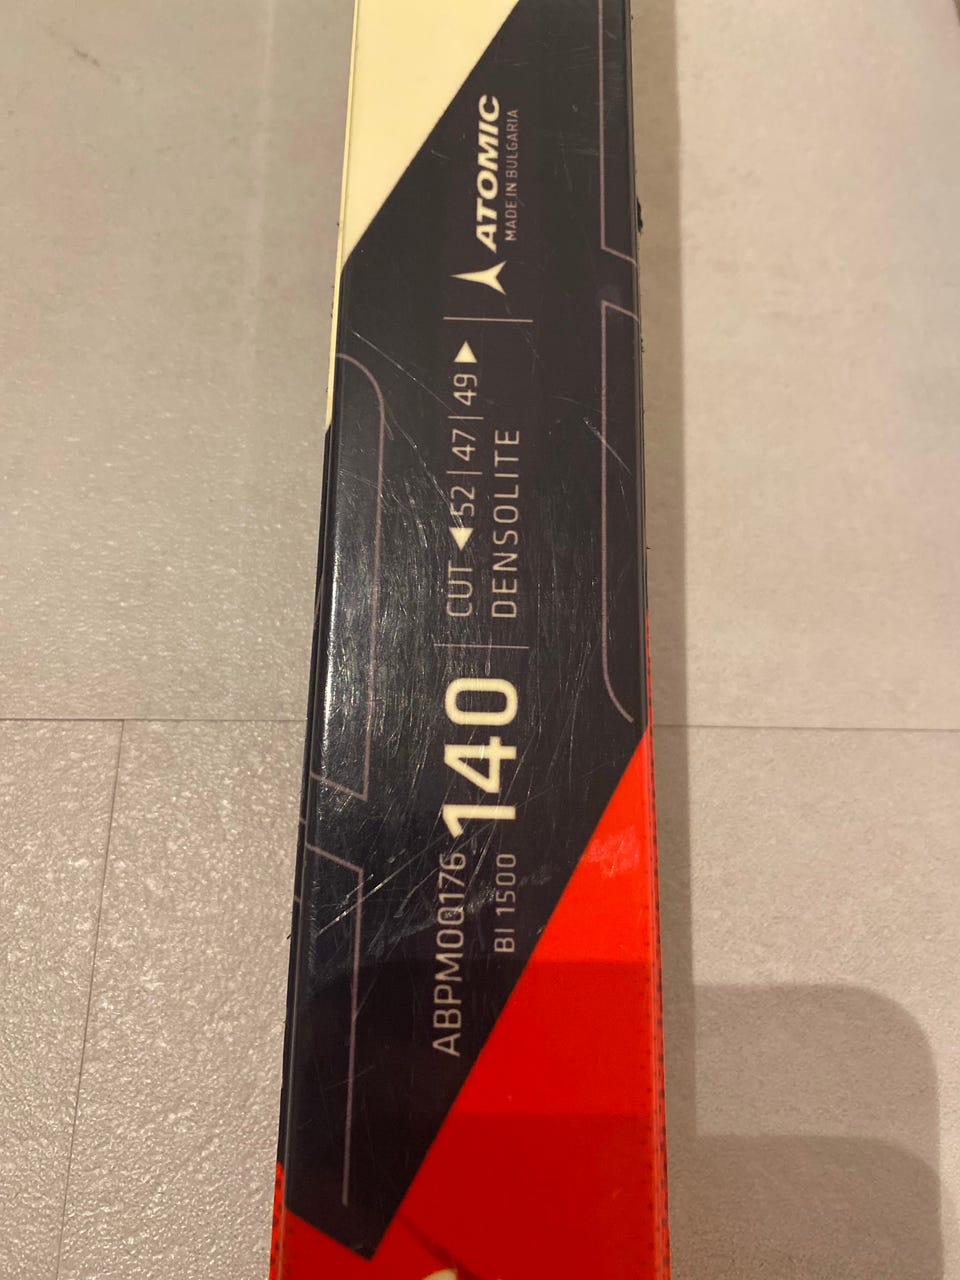 ABPM00176
BI 1500
140
CUT ◀ 52 | 47 | 49 ▶
DENSOLITE
ATOMIC
MADE IN BULGARIA